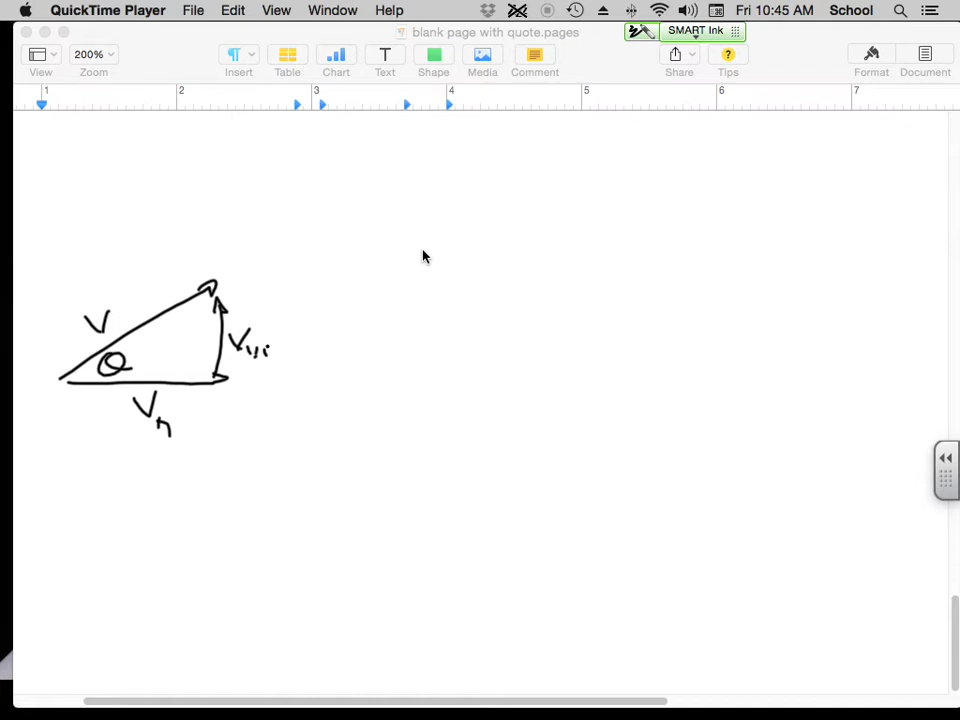 QuickTime Player File Edit View Window Help Fri 10:45 AM School
blank page with quote.pages
SMART Ink
200%
View Zoom Insert Table Chart Text Shape Media Comment Share Tips Format Document
1 2 3 4 5 6 7
V
θ
V
V